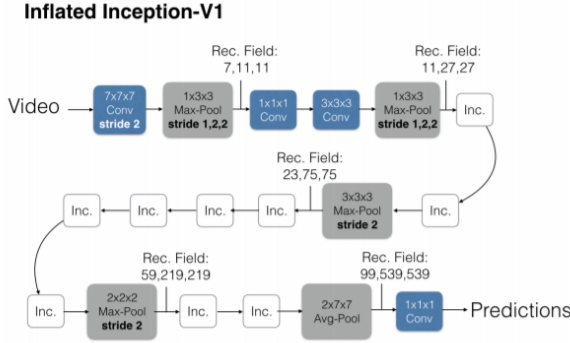 Inflated Inception-V1
Rec. Field:
7,11,11
Rec. Field:
11,27,27
Video
7x7x7
Conv
stride 2
1x3x3
Max-Pool
stride 1,2,2
1x1x1
Conv
3x3x3
Conv
1x3x3
Max-Pool
stride 1,2,2
Inc.
Rec. Field:
23,75,75
Inc.
Inc.
Inc.
Inc.
3x3x3
Max-Pool
stride 2
Inc.
Rec. Field:
59,219,219
Rec. Field:
99,539,539
Inc.
2x2x2
Max-Pool
stride 2
Inc.
Inc.
2x7x7
Avg-Pool
1x1x1
Conv
Predictions